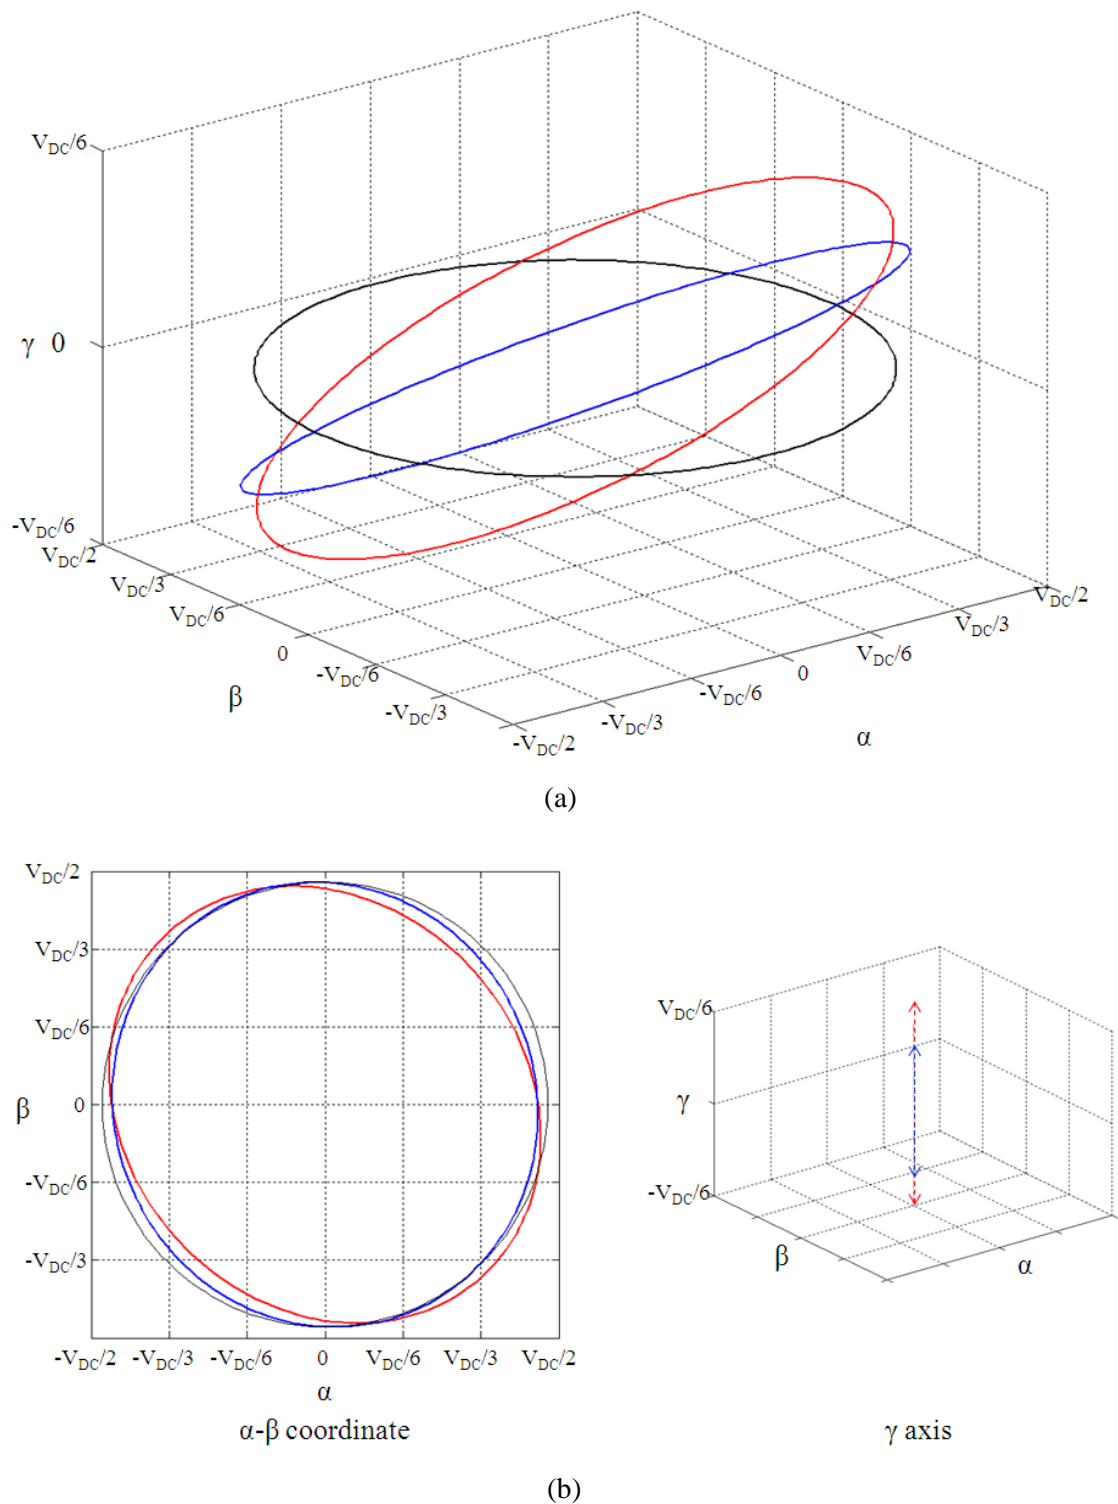 V_DC/6
γ 0
-V_DC/6
V_DC/2
V_DC/3
V_DC/6
0
-V_DC/6
-V_DC/3
-V_DC/2
β
-V_DC/3
-V_DC/6
0
V_DC/6
V_DC/3
V_DC/2
α
(a)
V_DC/2
V_DC/3
V_DC/6
β 0
-V_DC/6
-V_DC/3
-V_DC/2 -V_DC/3 -V_DC/6 0 V_DC/6 V_DC/3 V_DC/2
α
α-β coordinate
V_DC/6
γ
-V_DC/6
β
α
γ axis
(b)